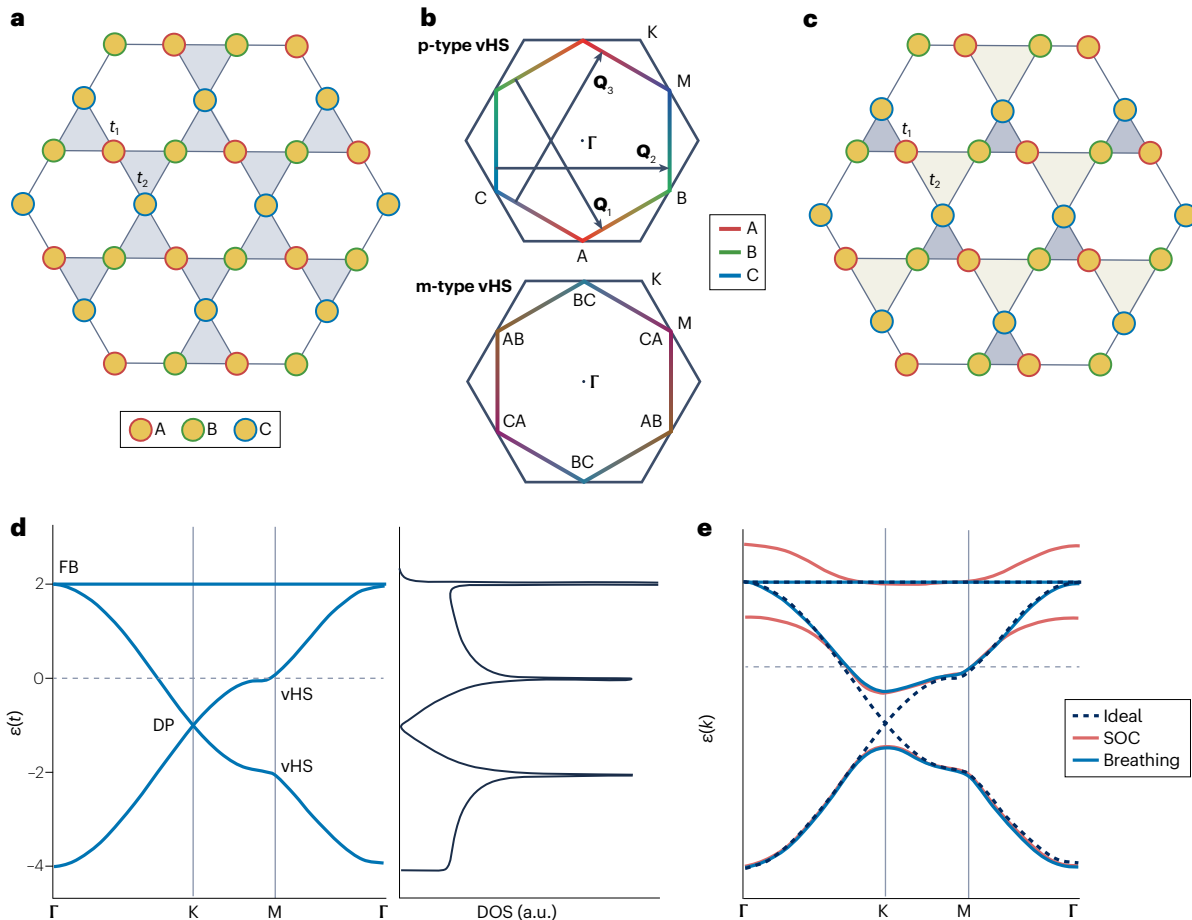 a
t1
t2
A B C
b
p-type vHS
K
M
Q3
Γ
Q2
Q1
C
B
A
A
B
C
m-type vHS
K
BC
M
AB
CA
Γ
CA
AB
BC
c
t1
t2
d
FB
2
0
vHS
DP
vHS
−2
−4
ε(t)
Γ K M Γ
DOS (a.u.)
e
ε(k)
Ideal
SOC
Breathing
Γ K M Γ